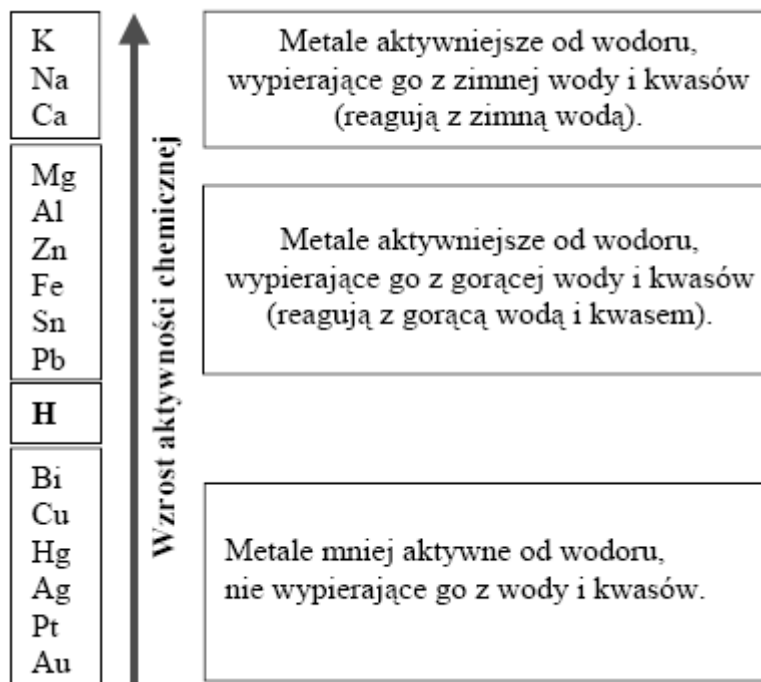 K
Na
Ca
Metale aktywniejsze od wodoru,
wypierające go z zimnej wody i kwasów
(reagują z zimną wodą).
Mg
Al
Zn
Fe
Sn
Pb
Metale aktywniejsze od wodoru,
wypierające go z gorącej wody i kwasów
(reagują z gorącą wodą i kwasem).
H
Bi
Cu
Hg
Ag
Pt
Au
Metale mniej aktywne od wodoru,
nie wypierające go z wody i kwasów.
Wzrost aktywności chemicznej